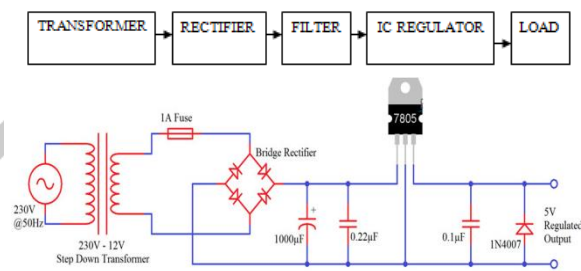 TRANSFORMER
RECTIFIER
FILTER
IC REGULATOR
LOAD
7805
1A Fuse
Bridge Rectifier
230V
@50Hz
230V - 12V
Step Down Transformer
+
1000µF
0.22µF
0.1µF
1N4007
5V
Regulated
Output